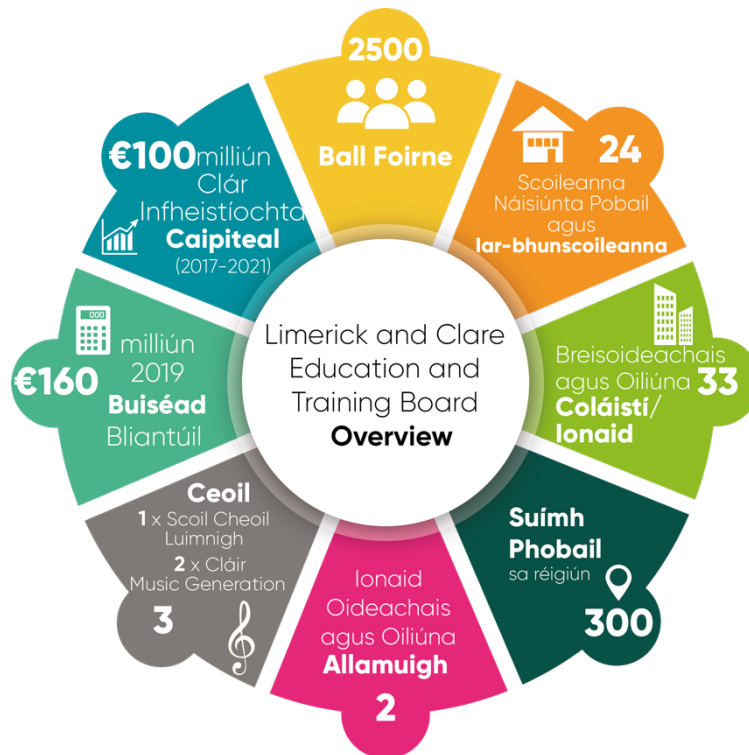 Limerick and Clare
Education and
Training Board
Overview
2500
Ball Foirne
24
Scoileanna
Náisiúnta Pobail
agus
Iar-bhunscoileanna
Breisoideachais
agus Oiliúna
33
Coláistí/
Ionaid
Suímh
Phobail
sa réigiún
300
Ionaid
Oideachais
agus Oiliúna
Allamuigh
2
Ceoil
1 x Scoil Cheoil
Luimnigh
2 x Cláir
Music Generation
3
€160
milliún
2019
Buiséad
Bliantúil
€100milliún
Clár
Infheistíochta
Caipiteal
(2017-2021)